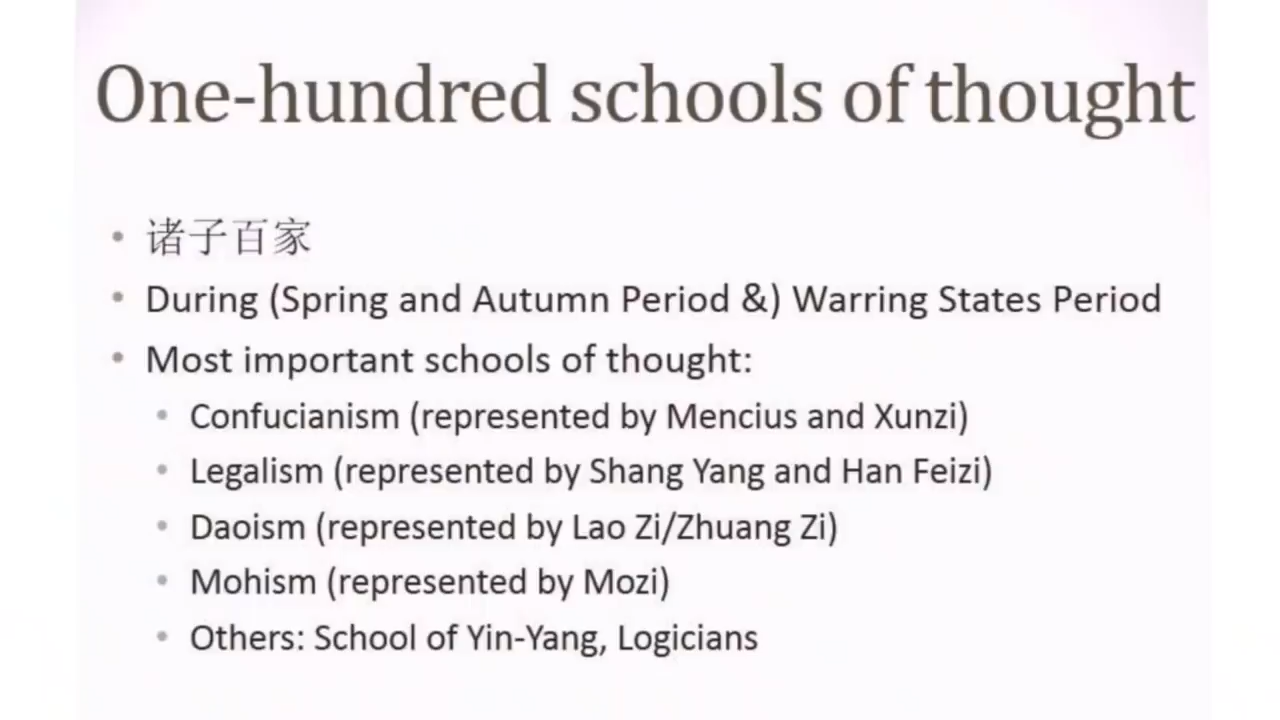 One-hundred schools of thought
• 诸子百家
• During (Spring and Autumn Period &) Warring States Period
• Most important schools of thought:
• Confucianism (represented by Mencius and Xunzi)
• Legalism (represented by Shang Yang and Han Feizi)
• Daoism (represented by Lao Zi/Zhuang Zi)
• Mohism (represented by Mozi)
• Others: School of Yin-Yang, Logicians